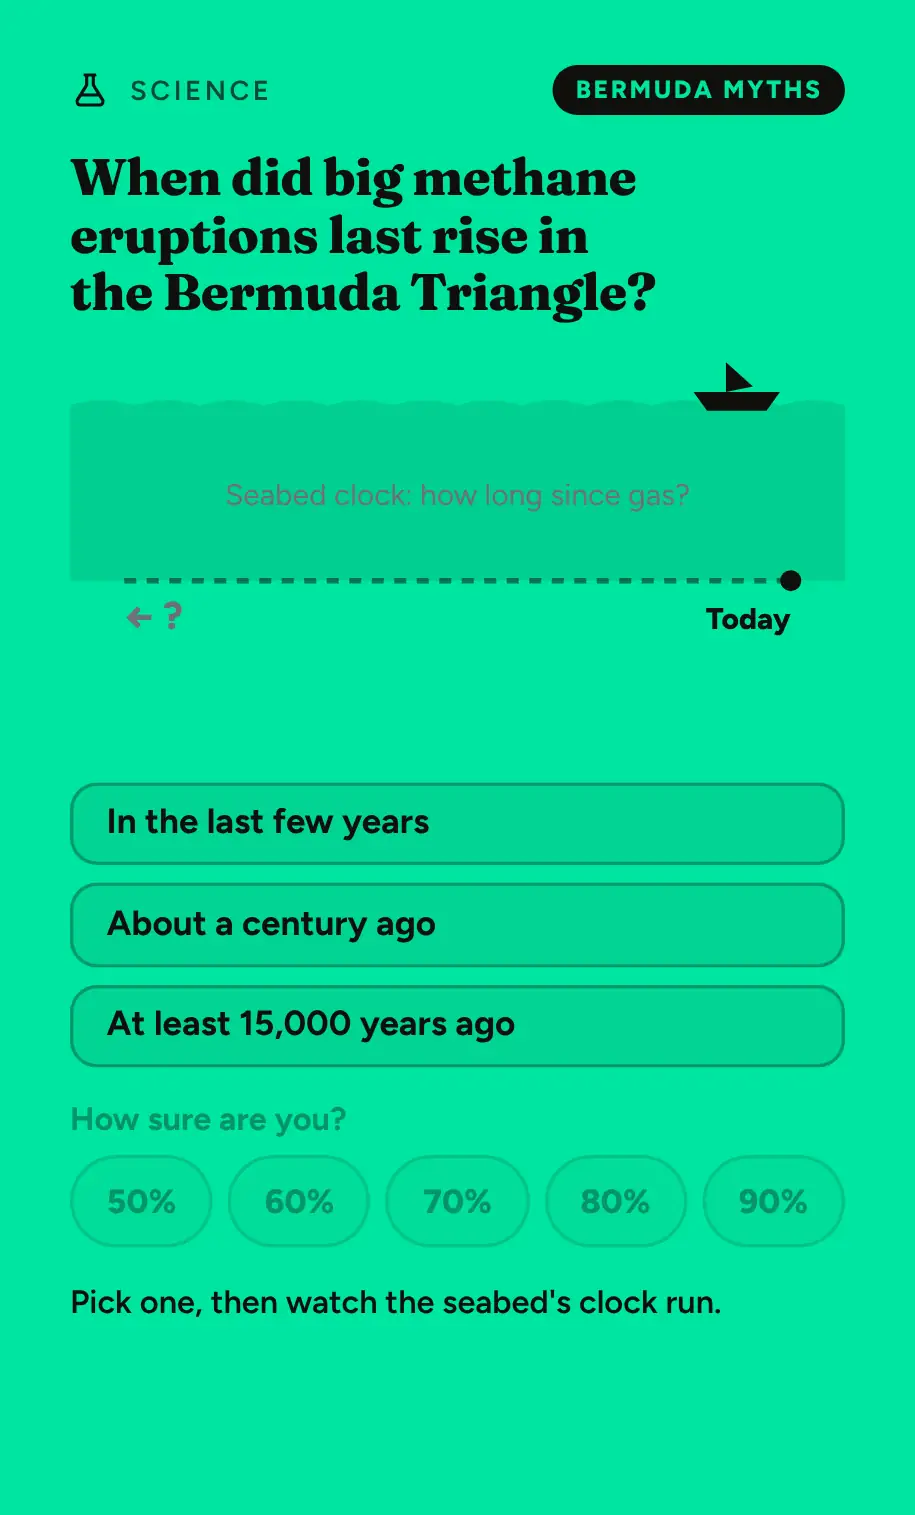 SCIENCE
BERMUDA MYTHS
When did big methane
eruptions last rise in
the Bermuda Triangle?
Seabed clock: how long since gas?
← ?
Today
In the last few years
About a century ago
At least 15,000 years ago
How sure are you?
50%
60%
70%
80%
90%
Pick one, then watch the seabed's clock run.